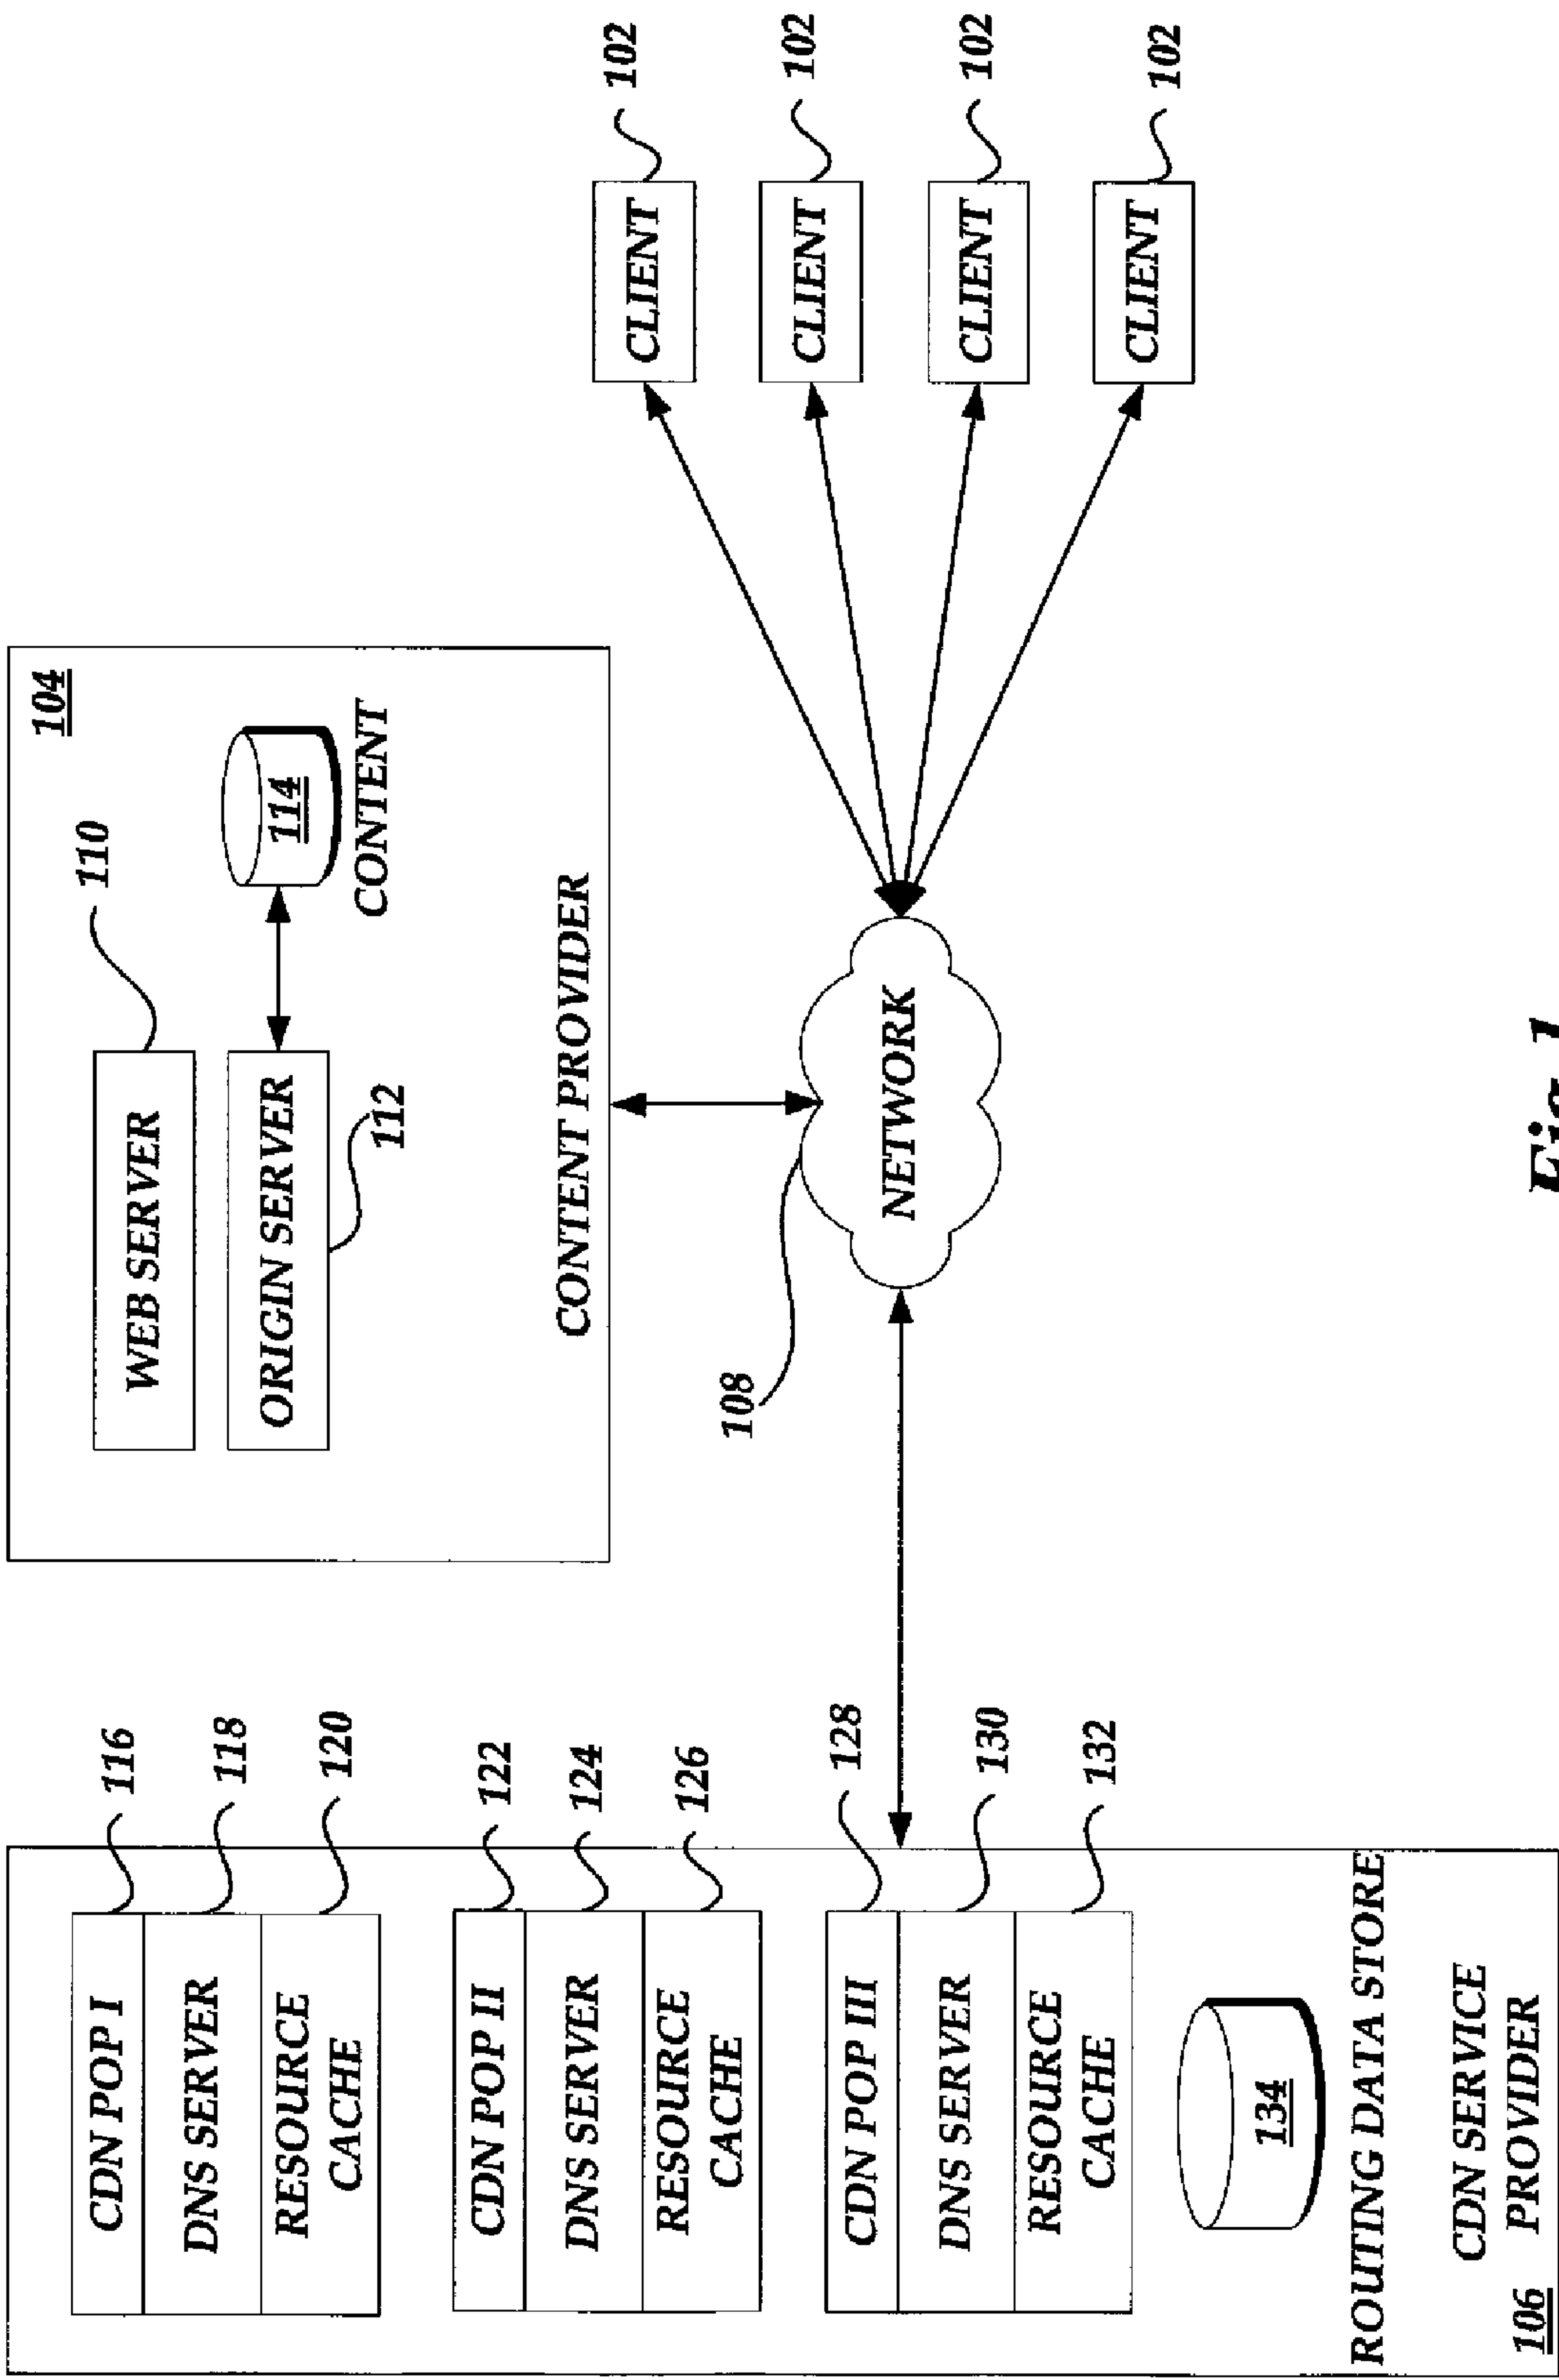 CDN POP I
116
DNS SERVER
118
RESOURCE
CACHE
120
CDN POP II
122
DNS SERVER
124
RESOURCE
CACHE
126
CDN POP III
128
DNS SERVER
130
RESOURCE
CACHE
132
134
ROUTING DATA STORE
CDN SERVICE
PROVIDER
106
104
WEB SERVER
110
ORIGIN SERVER
112
114
CONTENT
CONTENT PROVIDER
108
NETWORK
CLIENT
102
CLIENT
102
CLIENT
102
CLIENT
102
Fig. 1